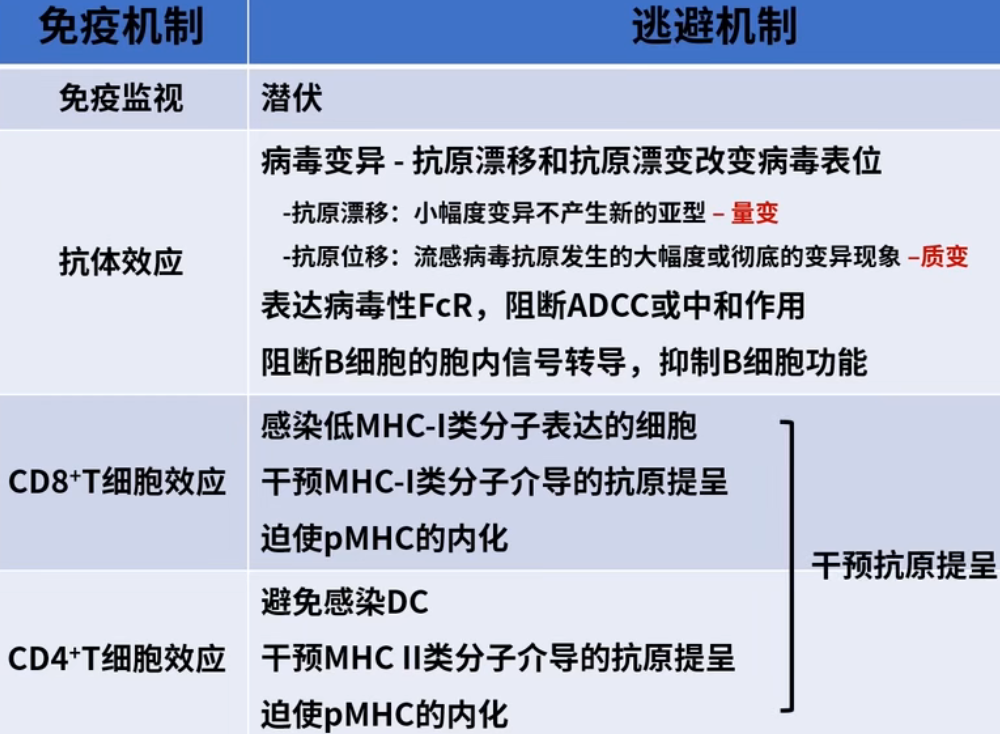 免疫机制 逃避机制
免疫监视 潜伏
病毒变异 - 抗原漂移和抗原漂变改变病毒表位
-抗原漂移：小幅度变异不产生新的亚型 – 量变
抗体效应
-抗原位移：流感病毒抗原发生的大幅度或彻底的变异现象 –质变
表达病毒性FcR，阻断ADCC或中和作用
阻断B细胞的胞内信号转导，抑制B细胞功能
感染低MHC-I类分子表达的细胞
CD8⁺T细胞效应 干预MHC-I类分子介导的抗原提呈
迫使pMHC的内化
干预抗原提呈
避免感染DC
CD4⁺T细胞效应 干预MHC II类分子介导的抗原提呈
迫使pMHC的内化